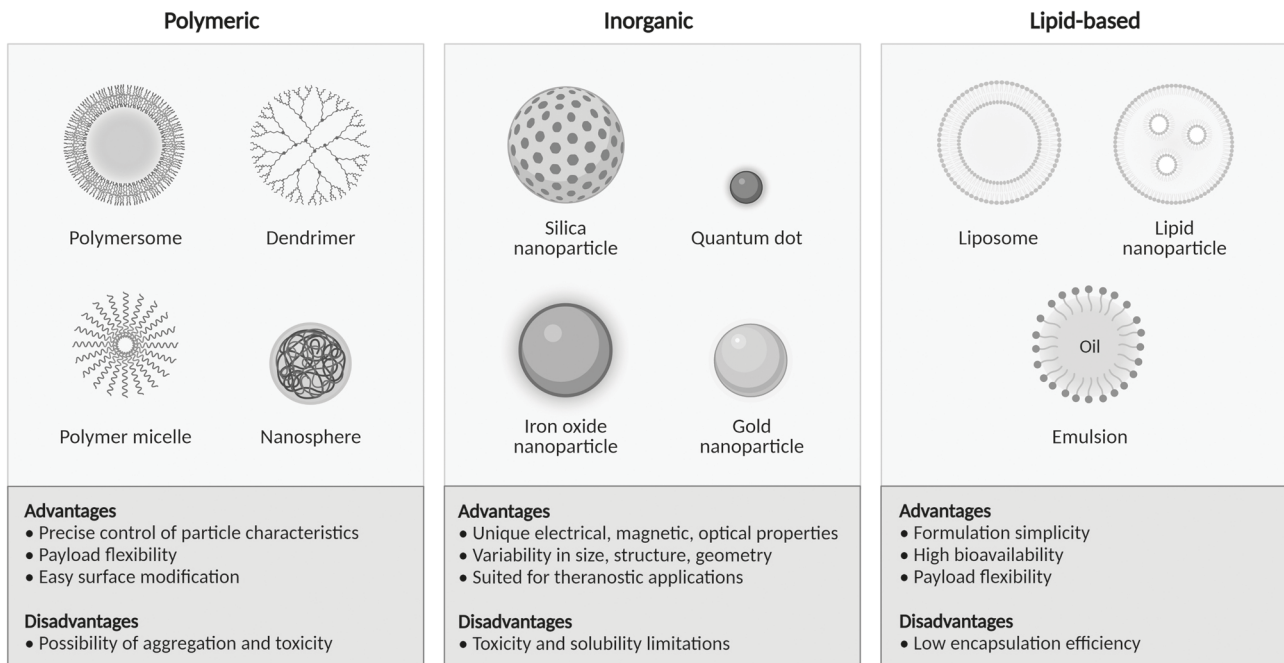 Polymeric
Polymersome
Dendrimer
Polymer micelle
Nanosphere
Advantages
• Precise control of particle characteristics
• Payload flexibility
• Easy surface modification
Disadvantages
• Possibility of aggregation and toxicity
Inorganic
Silica
nanoparticle
Quantum dot
Iron oxide
nanoparticle
Gold
nanoparticle
Advantages
• Unique electrical, magnetic, optical properties
• Variability in size, structure, geometry
• Suited for theranostic applications
Disadvantages
• Toxicity and solubility limitations
Lipid-based
Liposome
Lipid
nanoparticle
Oil
Emulsion
Advantages
• Formulation simplicity
• High bioavailability
• Payload flexibility
Disadvantages
• Low encapsulation efficiency